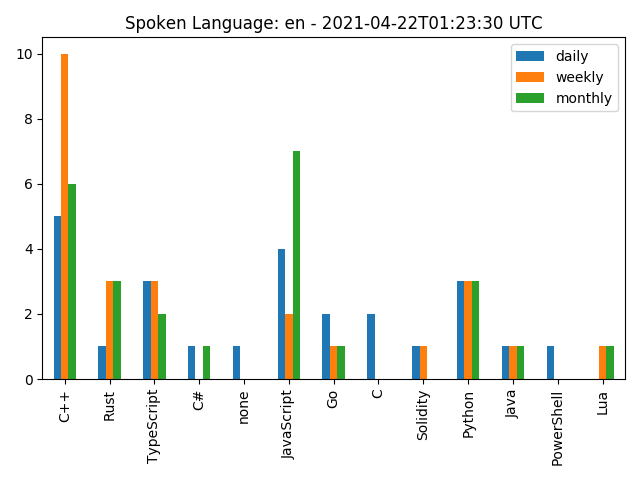 Spoken Language: en - 2021-04-22T01:23:30 UTC
daily
weekly
monthly
10
8
6
4
2
0
C++
Rust
TypeScript
C#
none
JavaScript
Go
C
Solidity
Python
Java
PowerShell
Lua